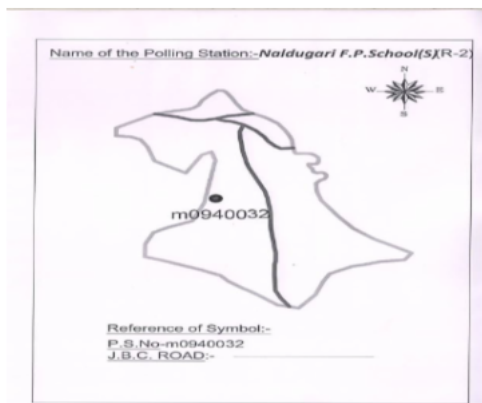 Name of the Polling Station:-Naldugari F.P.School(S)(R-2)
N
W E
S
m0940032
Reference of Symbol:-
P.S.No-m0940032
J.B.C. ROAD:-